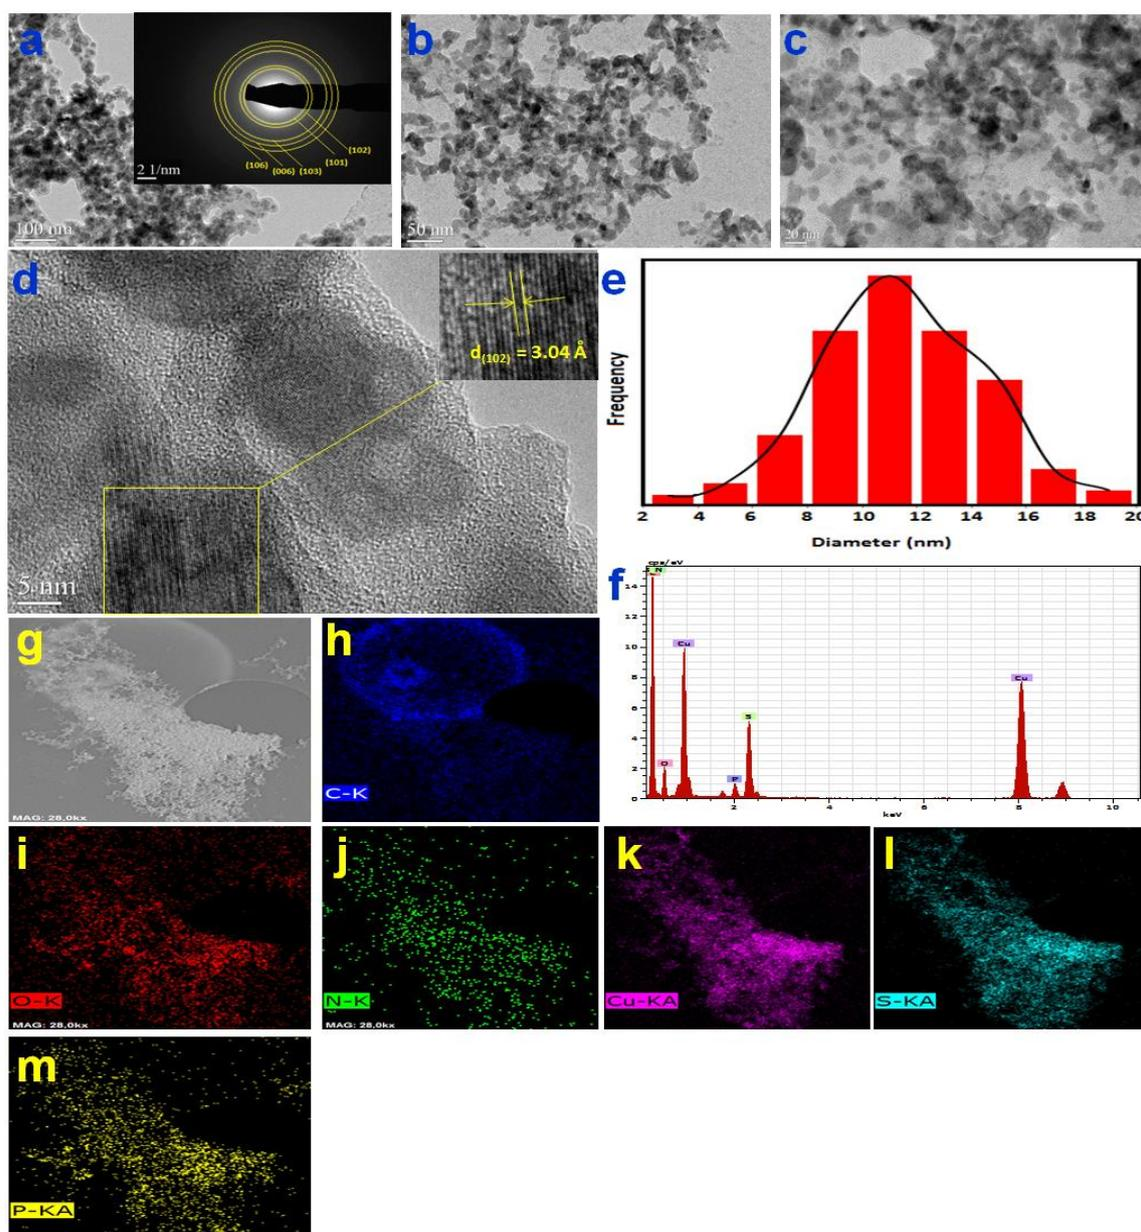 a
(102)
(101)
(106)
(006)
(103)
2 1/nm
100 nm
b
50 nm
c
20 nm
d
d(102) = 3.04 Å
5 nm
e
Frequency
2 4 6 8 10 12 14 16 18 20
Diameter (nm)
f
cps/eV
N
14
12
10
8
6
4
2
0
Cu
O
P
S
Cu
2 4 6 8 10
keV
g
MAG: 28,0kx
h
C-K
i
O-K
MAG: 28,0kx
j
N-K
MAG: 28,0kx
k
Cu-KA
l
S-KA
m
P-KA